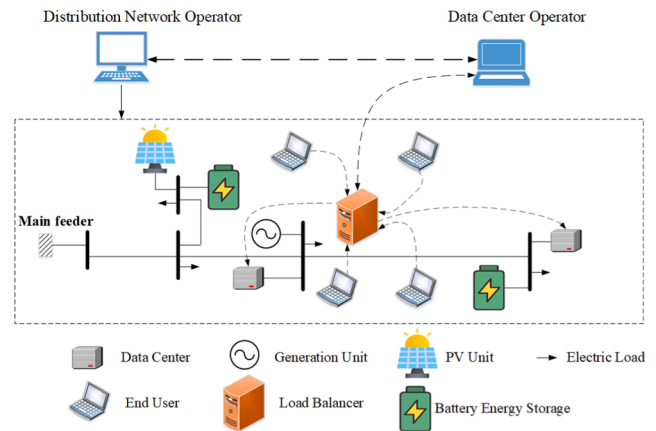 Distribution Network Operator
Data Center Operator
Main feeder
Data Center
Generation Unit
PV Unit
Electric Load
End User
Load Balancer
Battery Energy Storage